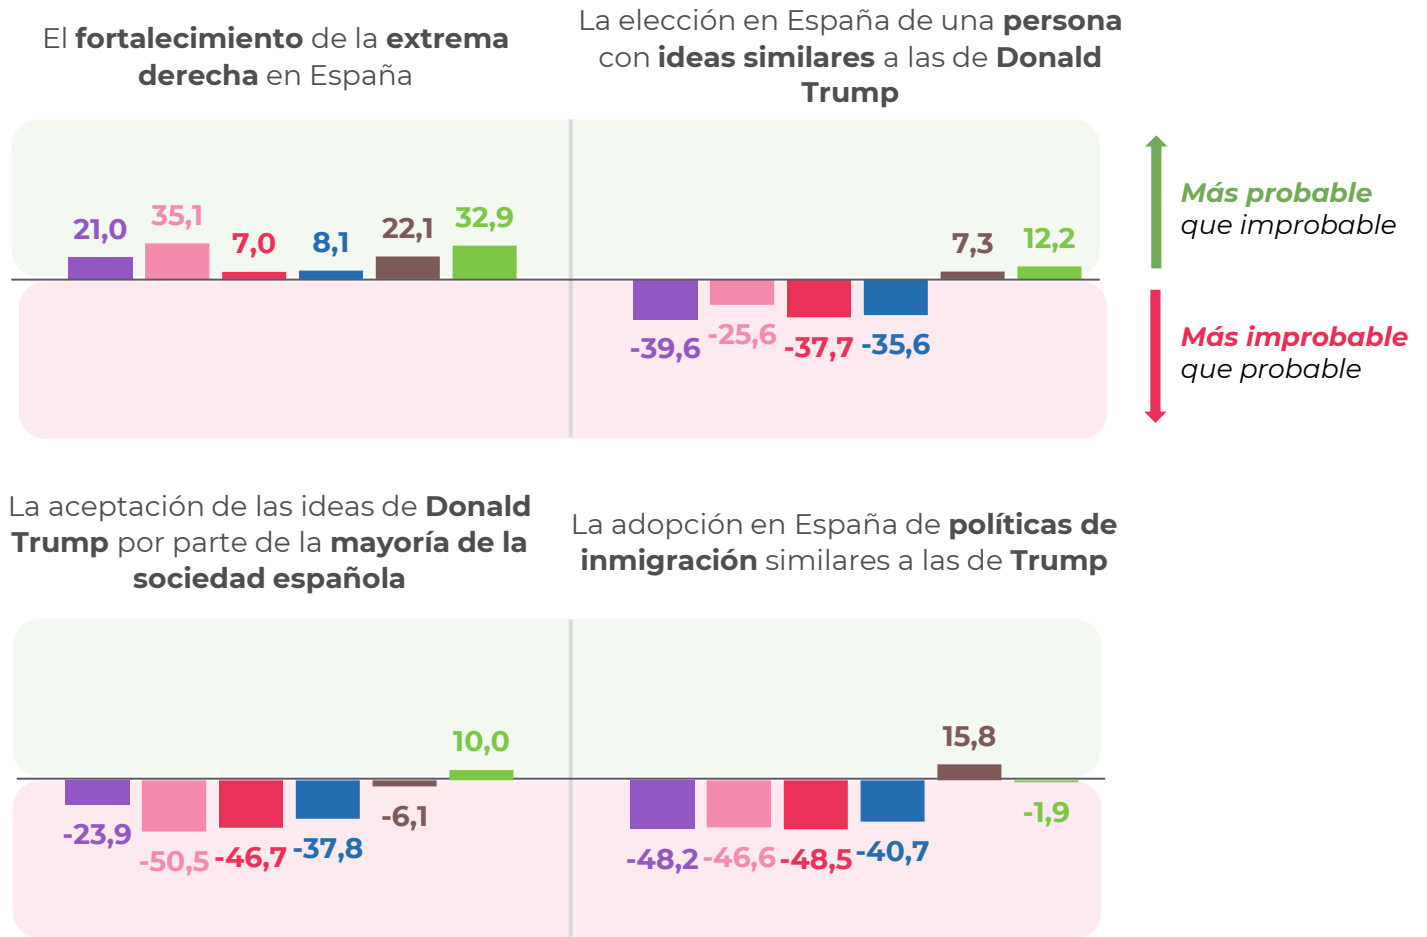 El fortalecimiento de la extrema
derecha en España
La elección en España de una persona
con ideas similares a las de Donald
Trump
21,0
35,1
7,0
8,1
22,1
32,9
-39,6
-25,6
-37,7
-35,6
7,3
12,2
Más probable
que improbable
Más improbable
que probable
La aceptación de las ideas de Donald
Trump por parte de la mayoría de la
sociedad española
La adopción en España de políticas de
inmigración similares a las de Trump
-23,9
-50,5
-46,7
-37,8
-6,1
10,0
-48,2
-46,6
-48,5
-40,7
15,8
-1,9